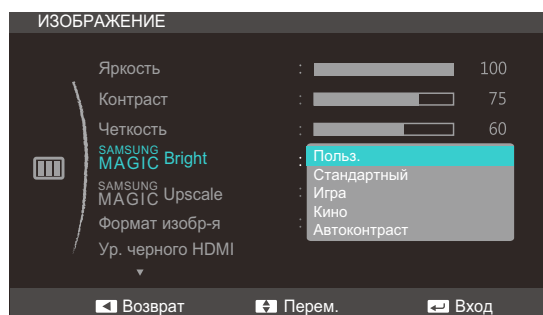 ИЗОБРАЖЕНИЕ
Яркость : 100
Контраст : 75
Четкость : 60
SAMSUNG MAGIC Bright :
Польз.
Стандартный
Игра
Кино
Автоконтраст
SAMSUNG MAGIC Upscale :
Формат изобр-я :
Ур. черного HDMI
Возврат Перем. Вход